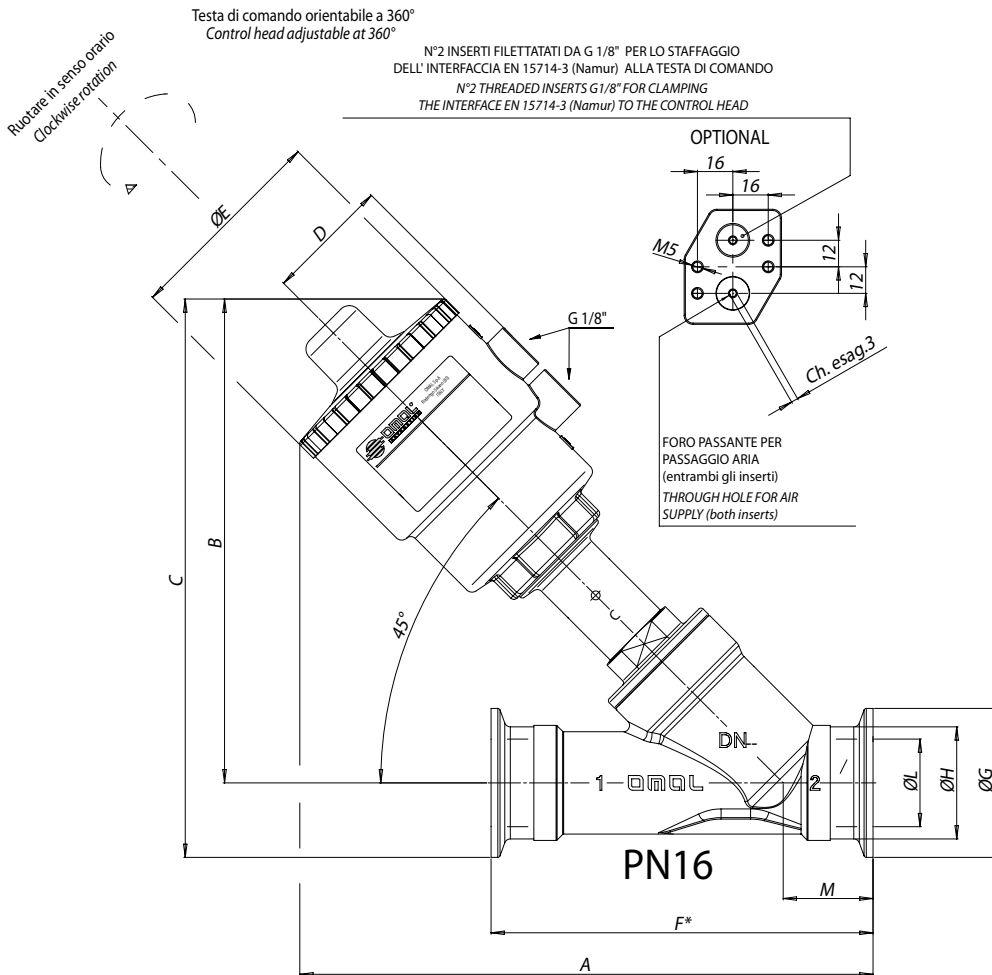 Testa di comando orientabile a 360°
Control head adjustable at 360°
Ruotare in senso orario
Clockwise rotation
N°2 INSERTI FILETTATATI DA G 1/8" PER LO STAFFAGGIO
DELL' INTERFACCIA EN 15714-3 (Namur) ALLA TESTA DI COMANDO
N°2 THREADED INSERTS G1/8" FOR CLAMPING
THE INTERFACE EN 15714-3 (Namur) TO THE CONTROL HEAD
OPTIONAL
16
16
M5
12
12
Ch. esag.3
ØE
D
G 1/8"
FORO PASSANTE PER
PASSAGGIO ARIA
(entrambi gli inserti)
THROUGH HOLE FOR AIR
SUPPLY (both inserts)
OMAL
B
C
45°
DN--
1 OMAL 2
ØL
ØH
ØG
PN16
M
F*
A